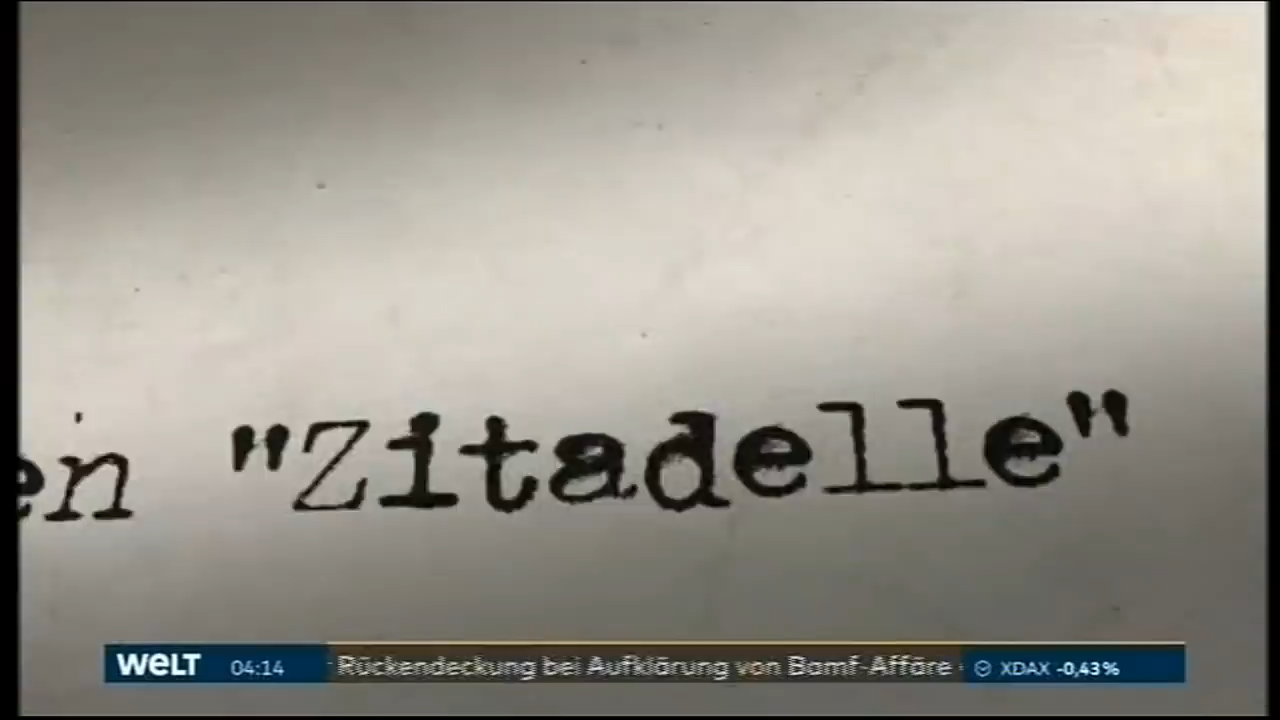 en "Zitadelle"
WELT 04:14 Rückendeckung bei Aufklärung von Bamf-Affäre XDAX -0,43%